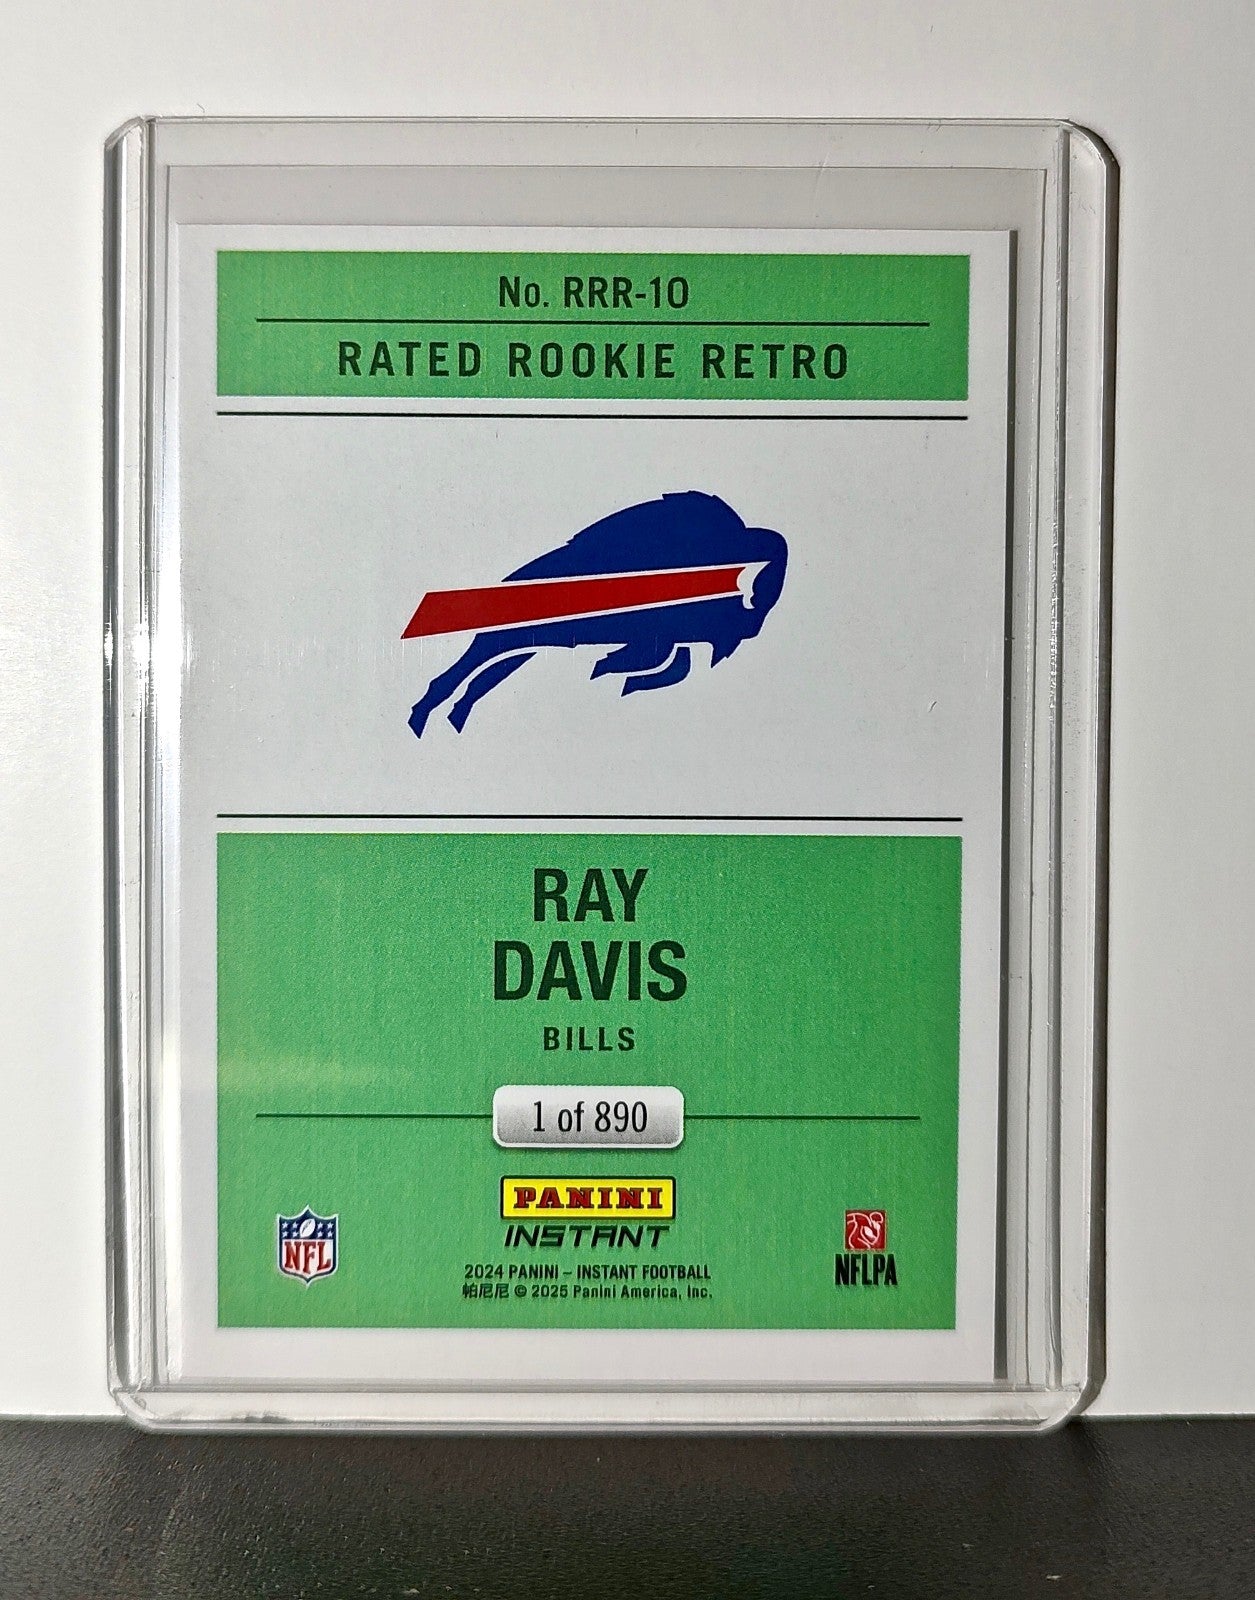 No. RRR-10
RATED ROOKIE RETRO
RAY
DAVIS
BILLS
1 of 890
PANINI
INSTANT
NFL
NFLPA
2024 PANINI – INSTANT FOOTBALL
帕尼尼 © 2025 Panini America, Inc.